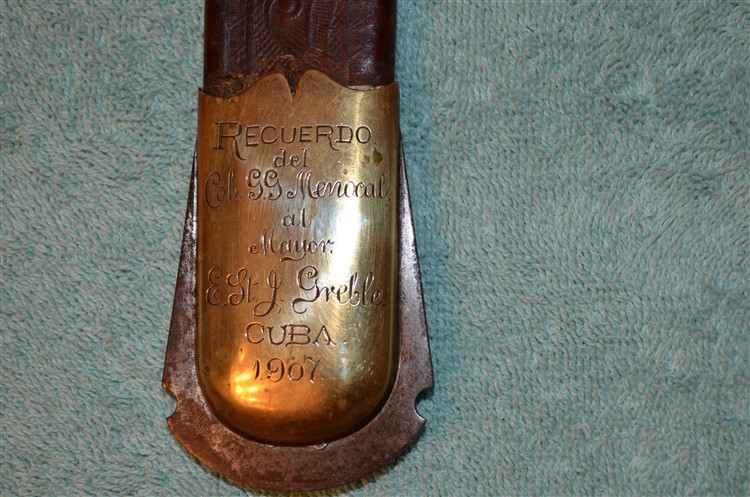 RECUERDO.
del
Col. G.G Menocal.
al
Mayor.
E.St.J, Greble.
CUBA.
1907.